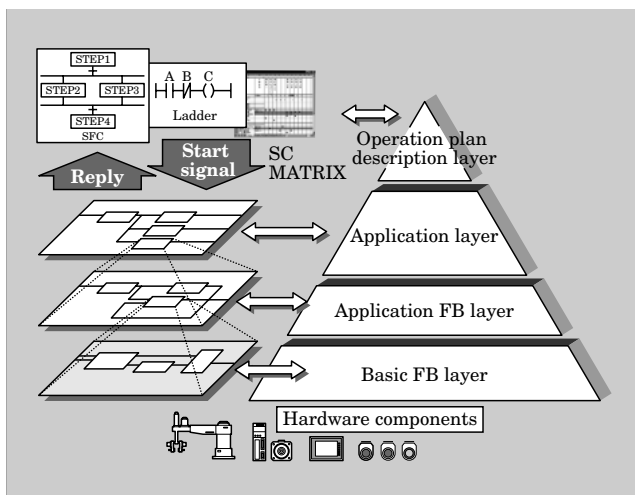 STEP1
STEP2
STEP3
STEP4
SFC
A B C
Ladder
SC
MATRIX
Reply
Start
signal
Operation plan
description layer
Application layer
Application FB layer
Basic FB layer
Hardware components